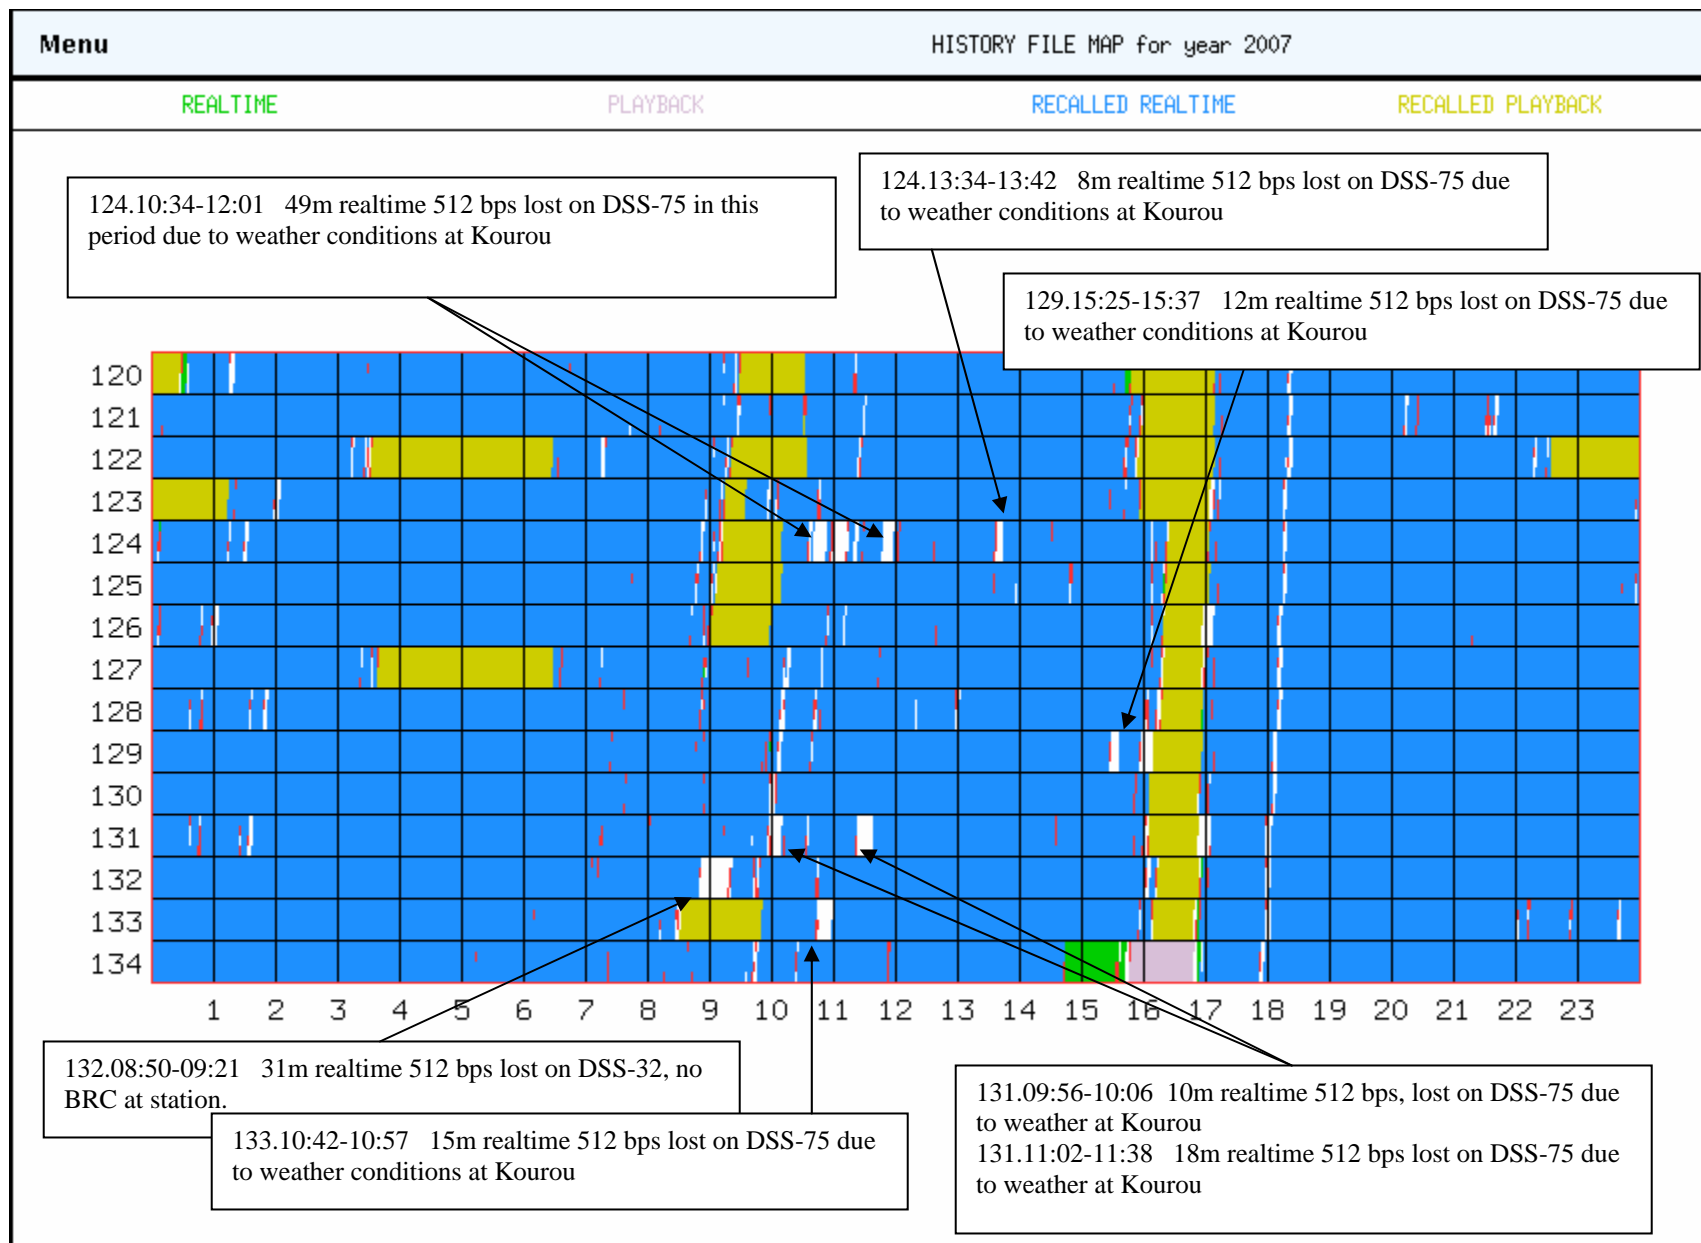 Menu
HISTORY FILE MAP for year 2007
REALTIME
PLAYBACK
RECALLED REALTIME
RECALLED PLAYBACK
124.10:34-12:01 49m realtime 512 bps lost on DSS-75 in this
period due to weather conditions at Kourou
124.13:34-13:42 8m realtime 512 bps lost on DSS-75 due
to weather conditions at Kourou
129.15:25-15:37 12m realtime 512 bps lost on DSS-75 due
to weather conditions at Kourou
120
121
122
123
124
125
126
127
128
129
130
131
132
133
134
1 2 3 4 5 6 7 8 9 10 11 12 13 14 15 16 17 18 19 20 21 22 23
132.08:50-09:21 31m realtime 512 bps lost on DSS-32, no
BRC at station.
133.10:42-10:57 15m realtime 512 bps lost on DSS-75 due
to weather conditions at Kourou
131.09:56-10:06 10m realtime 512 bps, lost on DSS-75 due
to weather at Kourou
131.11:02-11:38 18m realtime 512 bps lost on DSS-75 due
to weather at Kourou